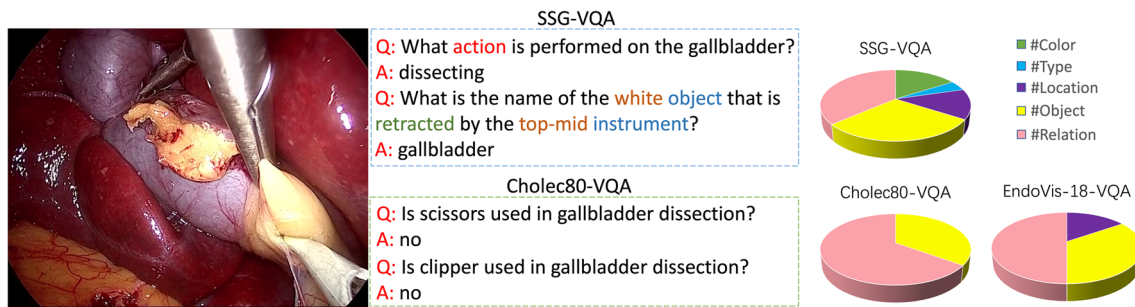 SSG-VQA
Q: What action is performed on the gallbladder?
A: dissecting
Q: What is the name of the white object that is
retracted by the top-mid instrument?
A: gallbladder
Cholec80-VQA
Q: Is scissors used in gallbladder dissection?
A: no
Q: Is clipper used in gallbladder dissection?
A: no
SSG-VQA
#Color
#Type
#Location
#Object
#Relation
Cholec80-VQA
EndoVis-18-VQA